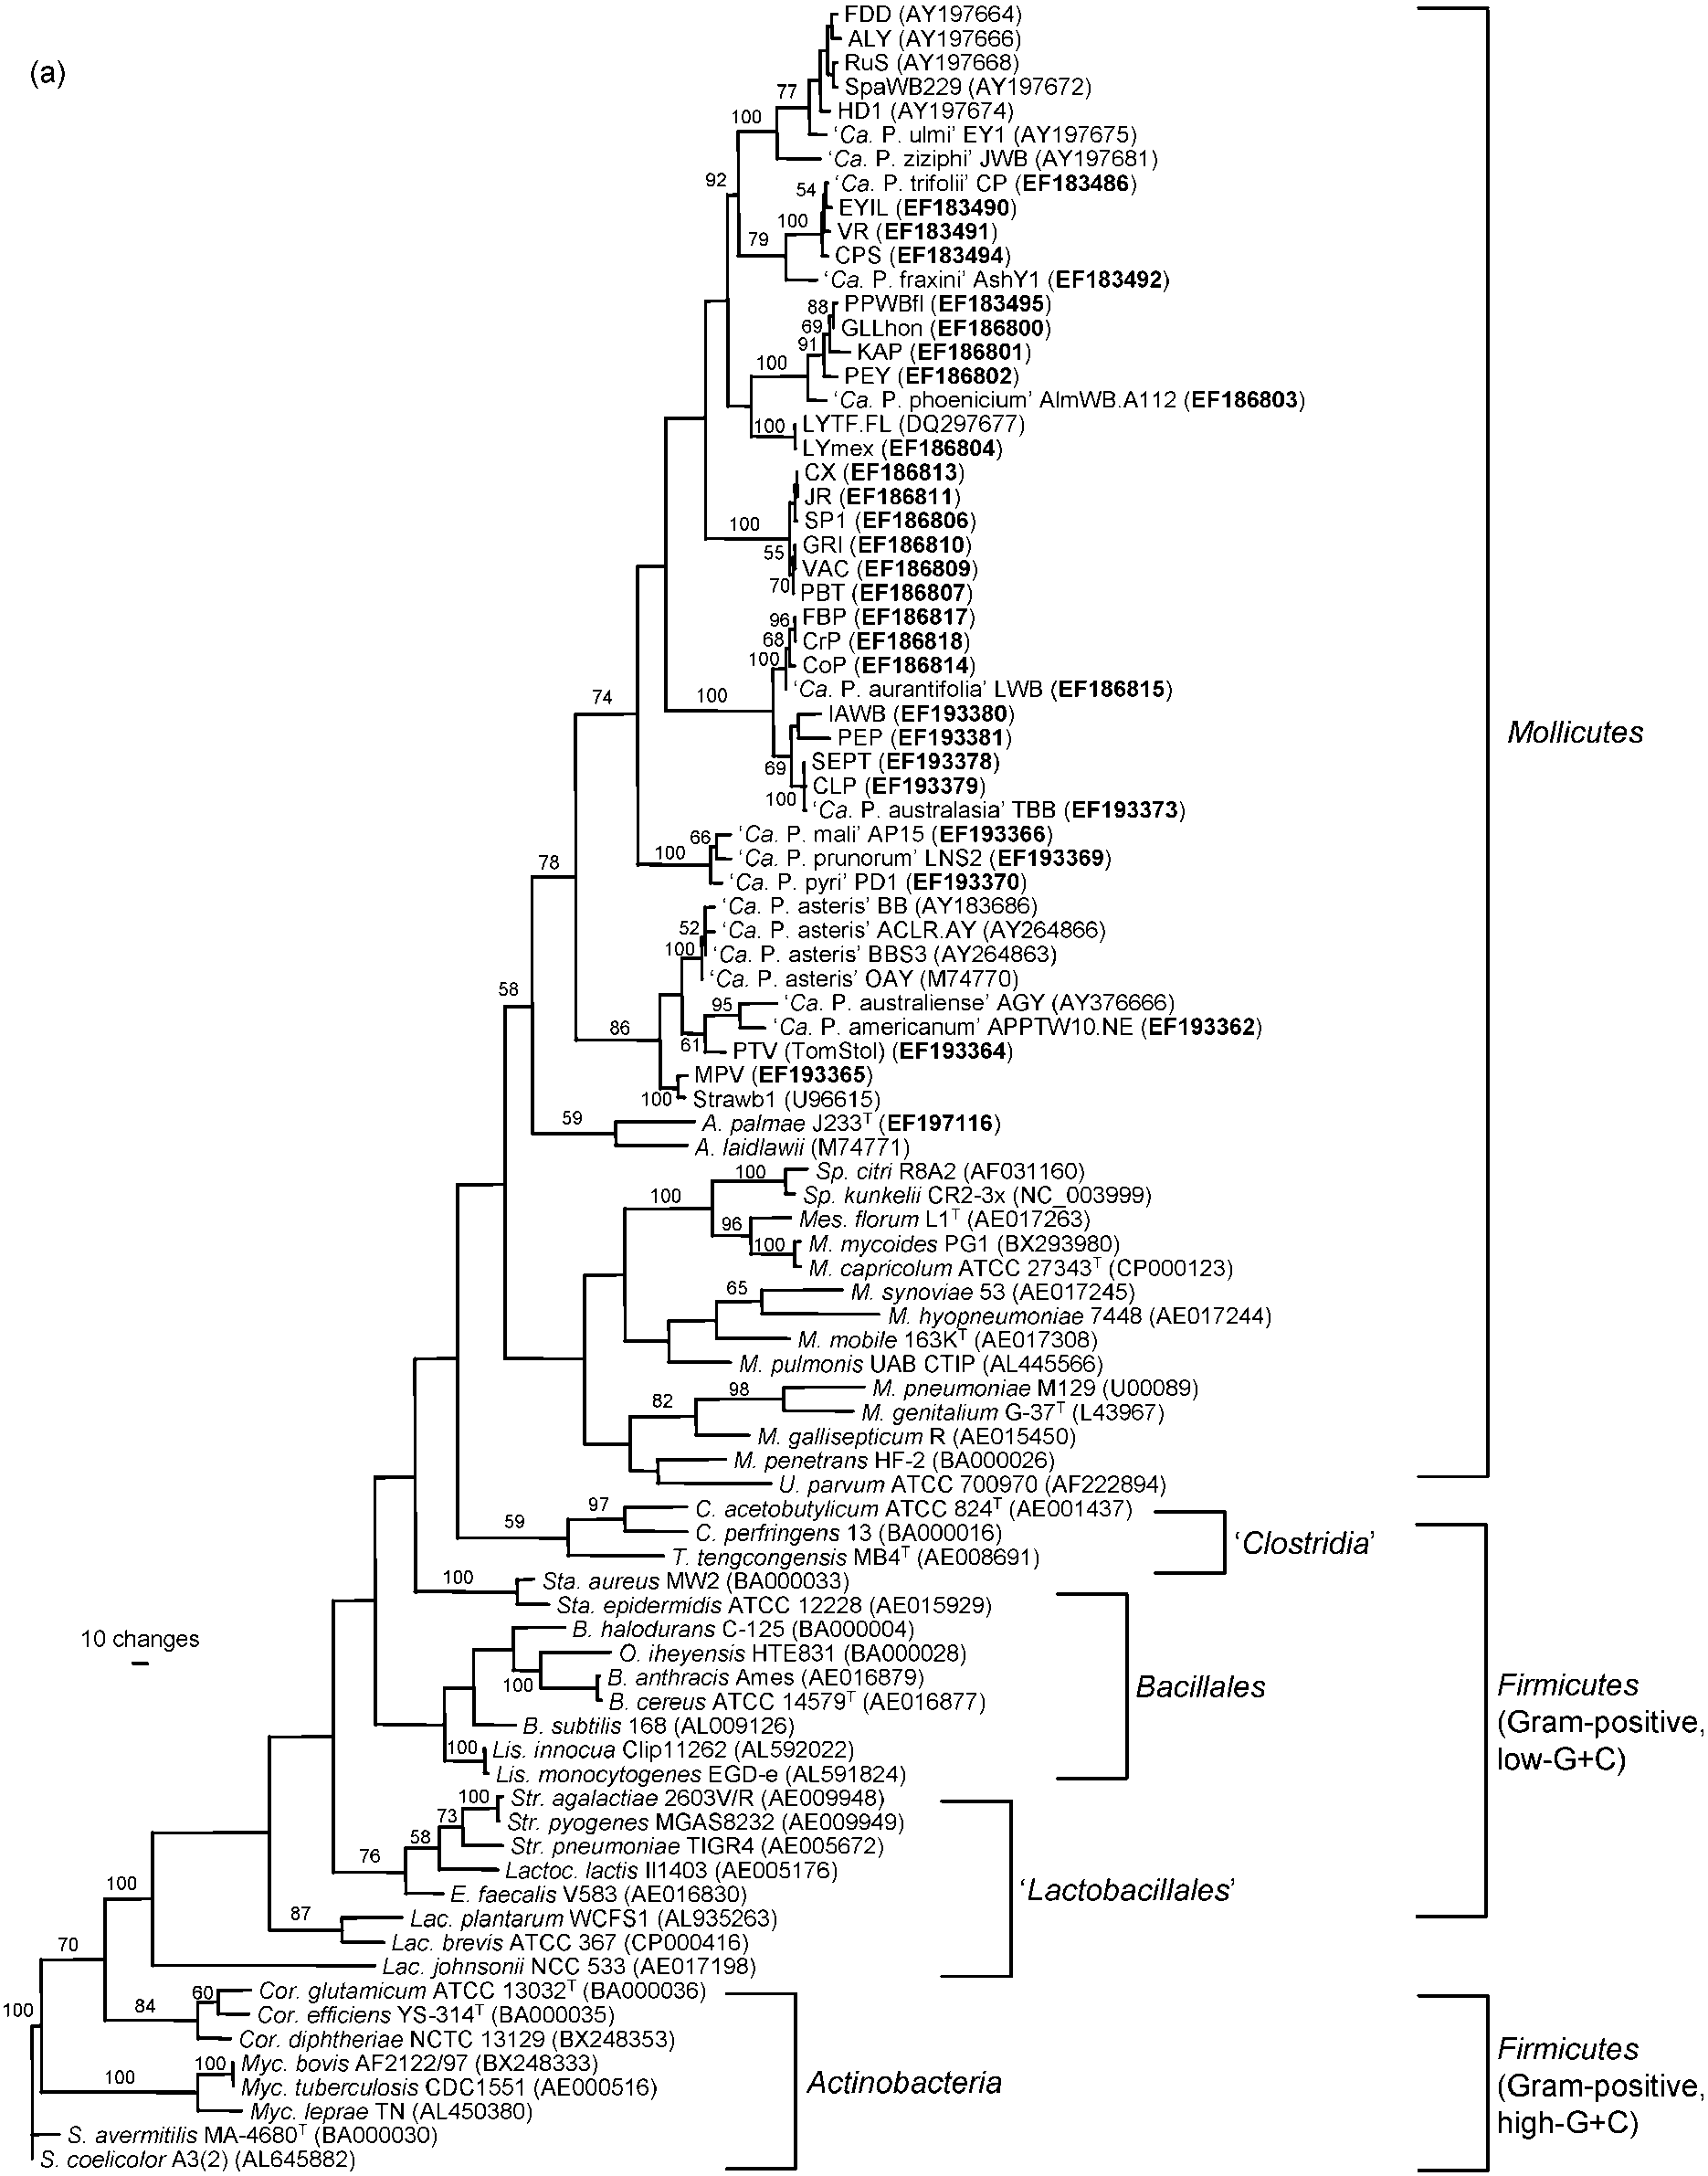 (a)
FDD (AY197664)
ALY (AY197666)
RuS (AY197668)
SpaWB229 (AY197672)
77
HD1 (AY197674)
100
'Ca. P. ulmi' EY1 (AY197675)
'Ca. P. ziziphi' JWB (AY197681)
92
54
'Ca. P. trifolii' CP (EF183486)
EYIL (EF183490)
100
VR (EF183491)
79
CPS (EF183494)
'Ca. P. fraxini' AshY1 (EF183492)
88
PPWBfl (EF183495)
69
GLLhon (EF186800)
91
KAP (EF186801)
100
PEY (EF186802)
'Ca. P. phoenicium' AlmWB.A112 (EF186803)
100
LYTF.FL (DQ297677)
LYmex (EF186804)
CX (EF186813)
JR (EF186811)
100
SP1 (EF186806)
55
GRI (EF186810)
VAC (EF186809)
70
PBT (EF186807)
96
FBP (EF186817)
68
CrP (EF186818)
100
CoP (EF186814)
100
'Ca. P. aurantifolia' LWB (EF186815)
74
IAWB (EF193380)
PEP (EF193381)
69
SEPT (EF193378)
CLP (EF193379)
100
'Ca. P. australasia' TBB (EF193373)
Mollicutes
66
'Ca. P. mali' AP15 (EF193366)
100
'Ca. P. prunorum' LNS2 (EF193369)
78
'Ca. P. pyri' PD1 (EF193370)
'Ca. P. asteris' BB (AY183686)
52
'Ca. P. asteris' ACLR.AY (AY264866)
100
'Ca. P. asteris' BBS3 (AY264863)
'Ca. P. asteris' OAY (M74770)
58
95
'Ca. P. australiense' AGY (AY376666)
86
'Ca. P. americanum' APPTW10.NE (EF193362)
61
PTV (TomStol) (EF193364)
MPV (EF193365)
100
Strawb1 (U96615)
59
A. palmae J233T (EF197116)
A. laidlawii (M74771)
100
Sp. citri R8A2 (AF031160)
100
Sp. kunkelii CR2-3x (NC_003999)
96
Mes. florum L1T (AE017263)
100
M. mycoides PG1 (BX293980)
M. capricolum ATCC 27343T (CP000123)
65
M. synoviae 53 (AE017245)
M. hyopneumoniae 7448 (AE017244)
M. mobile 163KT (AE017308)
M. pulmonis UAB CTIP (AL445566)
98
M. pneumoniae M129 (U00089)
82
M. genitalium G-37T (L43967)
M. gallisepticum R (AE015450)
M. penetrans HF-2 (BA000026)
U. parvum ATCC 700970 (AF222894)
97
C. acetobutylicum ATCC 824T (AE001437)
59
C. perfringens 13 (BA000016)
T. tengcongensis MB4T (AE008691)
'Clostridia'
100
Sta. aureus MW2 (BA000033)
Sta. epidermidis ATCC 12228 (AE015929)
B. halodurans C-125 (BA000004)
10 changes
O. iheyensis HTE831 (BA000028)
100
B. anthracis Ames (AE016879)
B. cereus ATCC 14579T (AE016877)
B. subtilis 168 (AL009126)
Bacillales
100
Lis. innocua Clip11262 (AL592022)
Lis. monocytogenes EGD-e (AL591824)
Firmicutes
(Gram-positive,
low-G+C)
100
Str. agalactiae 2603V/R (AE009948)
73
Str. pyogenes MGAS8232 (AE009949)
58
Str. pneumoniae TIGR4 (AE005672)
76
Lactoc. lactis Il1403 (AE005176)
100
E. faecalis V583 (AE016830)
'Lactobacillales'
87
Lac. plantarum WCFS1 (AL935263)
70
Lac. brevis ATCC 367 (CP000416)
Lac. johnsonii NCC 533 (AE017198)
60
Cor. glutamicum ATCC 13032T (BA000036)
100
84
Cor. efficiens YS-314T (BA000035)
Cor. diphtheriae NCTC 13129 (BX248353)
100
100
Myc. bovis AF2122/97 (BX248333)
Myc. tuberculosis CDC1551 (AE000516)
Myc. leprae TN (AL450380)
S. avermitilis MA-4680T (BA000030)
S. coelicolor A3(2) (AL645882)
Actinobacteria
Firmicutes
(Gram-positive,
high-G+C)